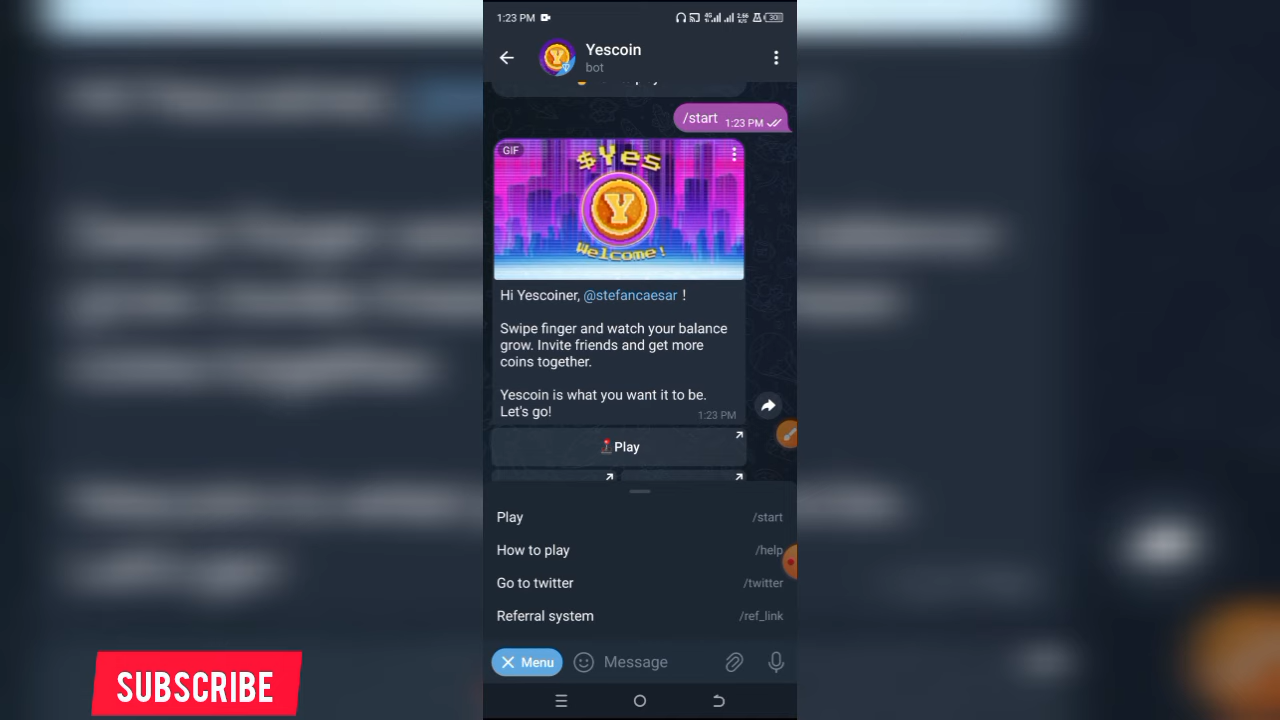 1:23 PM
Yescoin
bot
/start 1:23 PM
GIF
$Yes
Y
Welcome!
Hi Yescoiner, @stefancaesar !
Swipe finger and watch your balance
grow. Invite friends and get more
coins together.
Yescoin is what you want it to be.
Let's go!
1:23 PM
Play
Play /start
How to play /help
Go to twitter /twitter
Referral system /ref_link
Menu Message
SUBSCRIBE